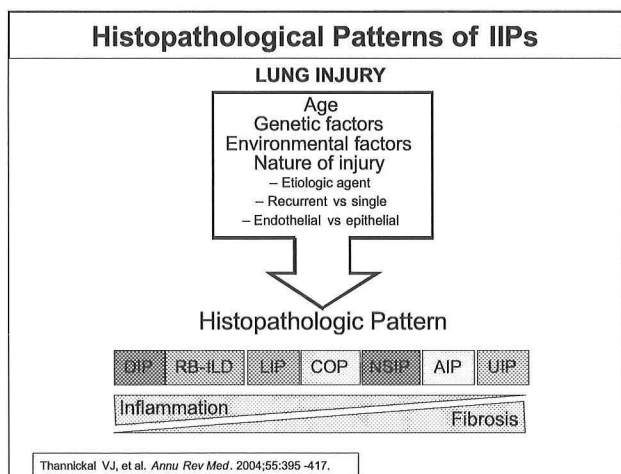 Histopathological Patterns of IIPs
LUNG INJURY
Age
Genetic factors
Environmental factors
Nature of injury
– Etiologic agent
– Recurrent vs single
– Endothelial vs epithelial
Histopathologic Pattern
DIP RB-ILD LIP COP NSIP AIP UIP
Inflammation
Fibrosis
Thannickal VJ, et al. Annu Rev Med. 2004;55:395 -417.